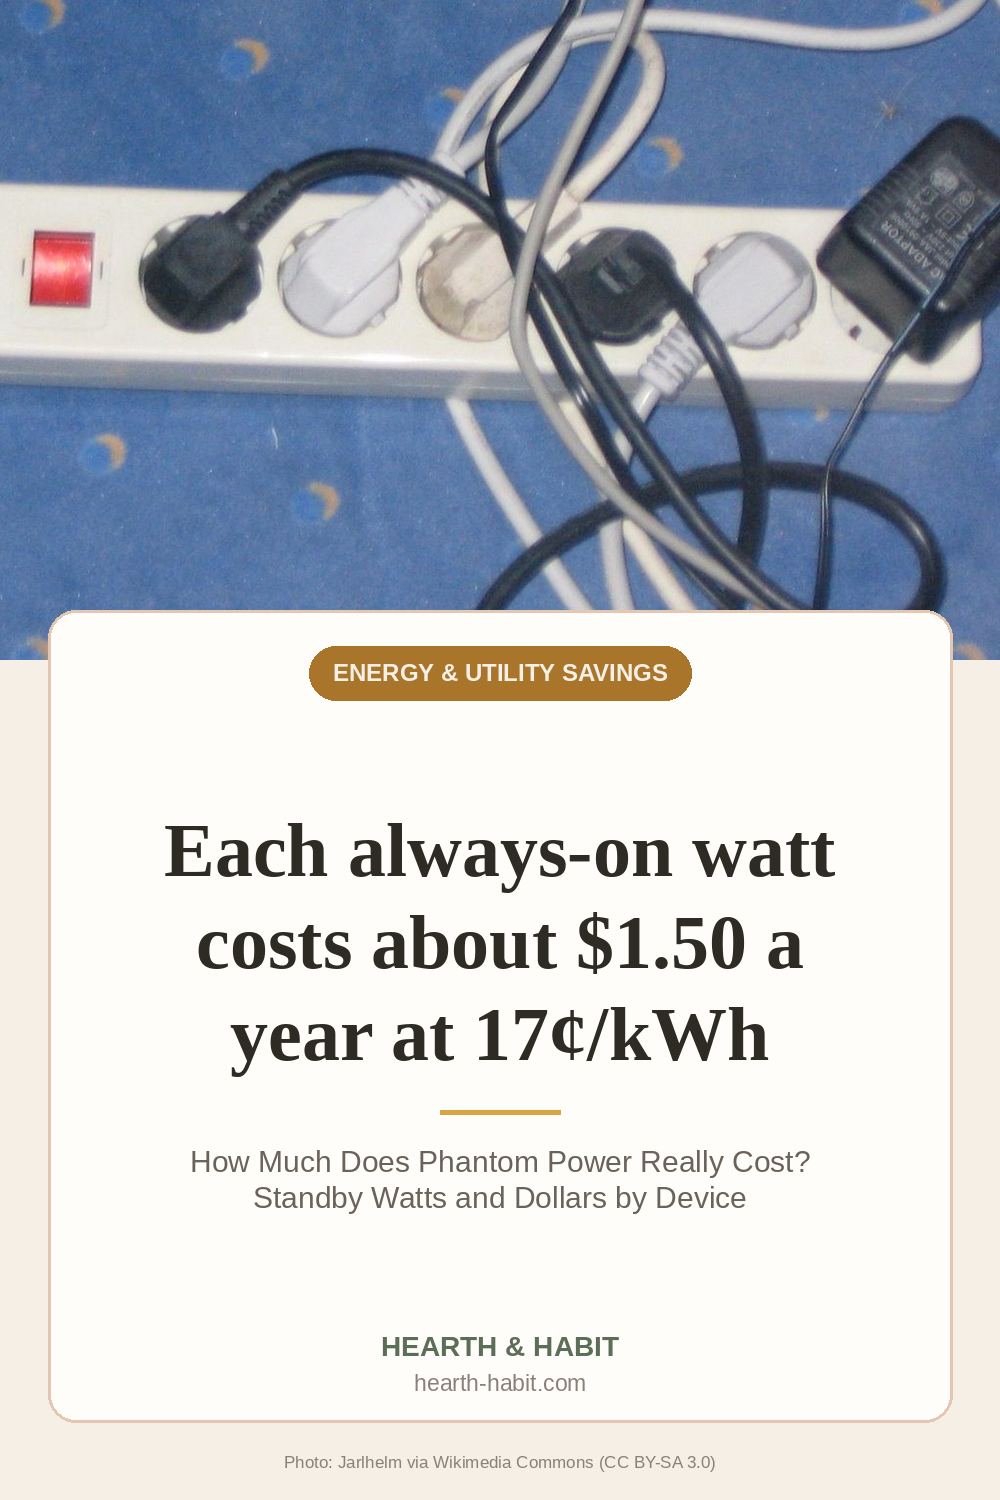 AC ADAPTOR
ENERGY & UTILITY SAVINGS
Each always-on watt
costs about $1.50 a
year at 17¢/kWh
How Much Does Phantom Power Really Cost?
Standby Watts and Dollars by Device
HEARTH & HABIT
hearth-habit.com
Photo: Jarlhelm via Wikimedia Commons (CC BY-SA 3.0)